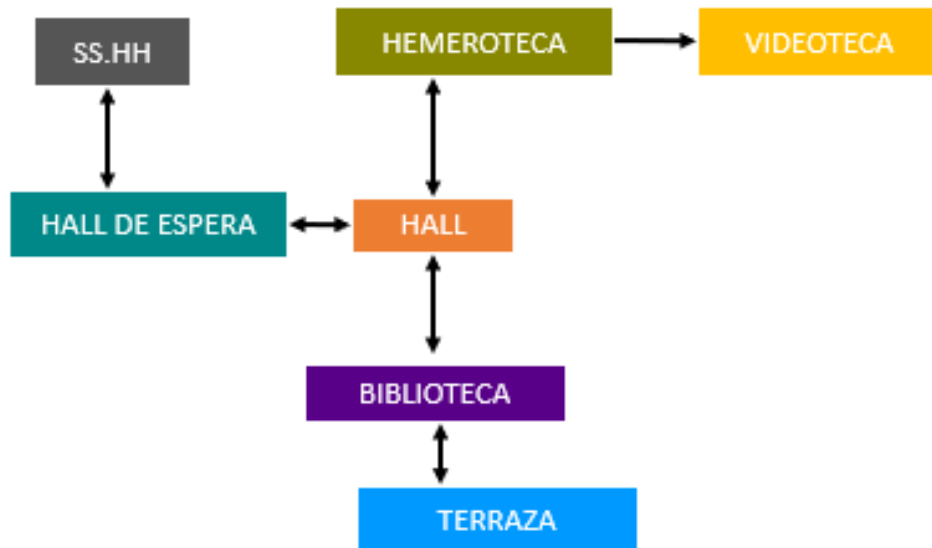 SS.HH
HEMEROTECA
VIDEOTECA
HALL DE ESPERA
HALL
BIBLIOTECA
TERRAZA